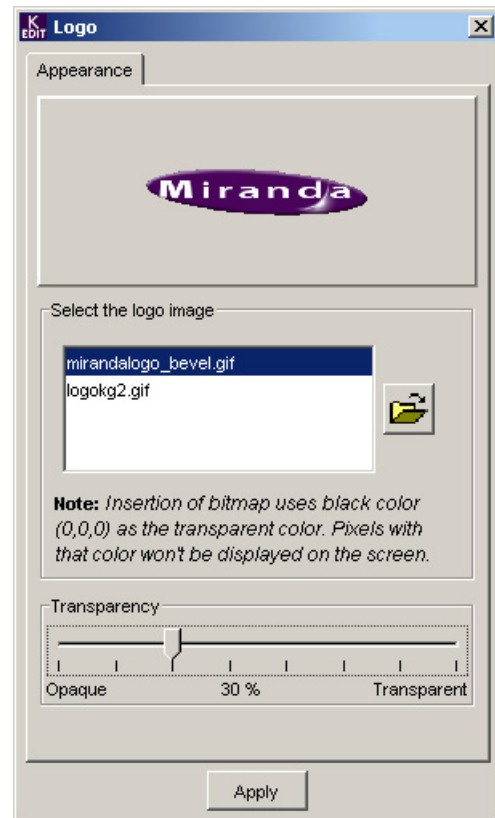 K EDIT Logo
Appearance
Miranda
Select the logo image
mirandalogo_bevel.gif
logokg2.gif
Note: Insertion of bitmap uses black color
(0,0,0) as the transparent color. Pixels with
that color won't be displayed on the screen.
Transparency
Opaque 30 % Transparent
Apply